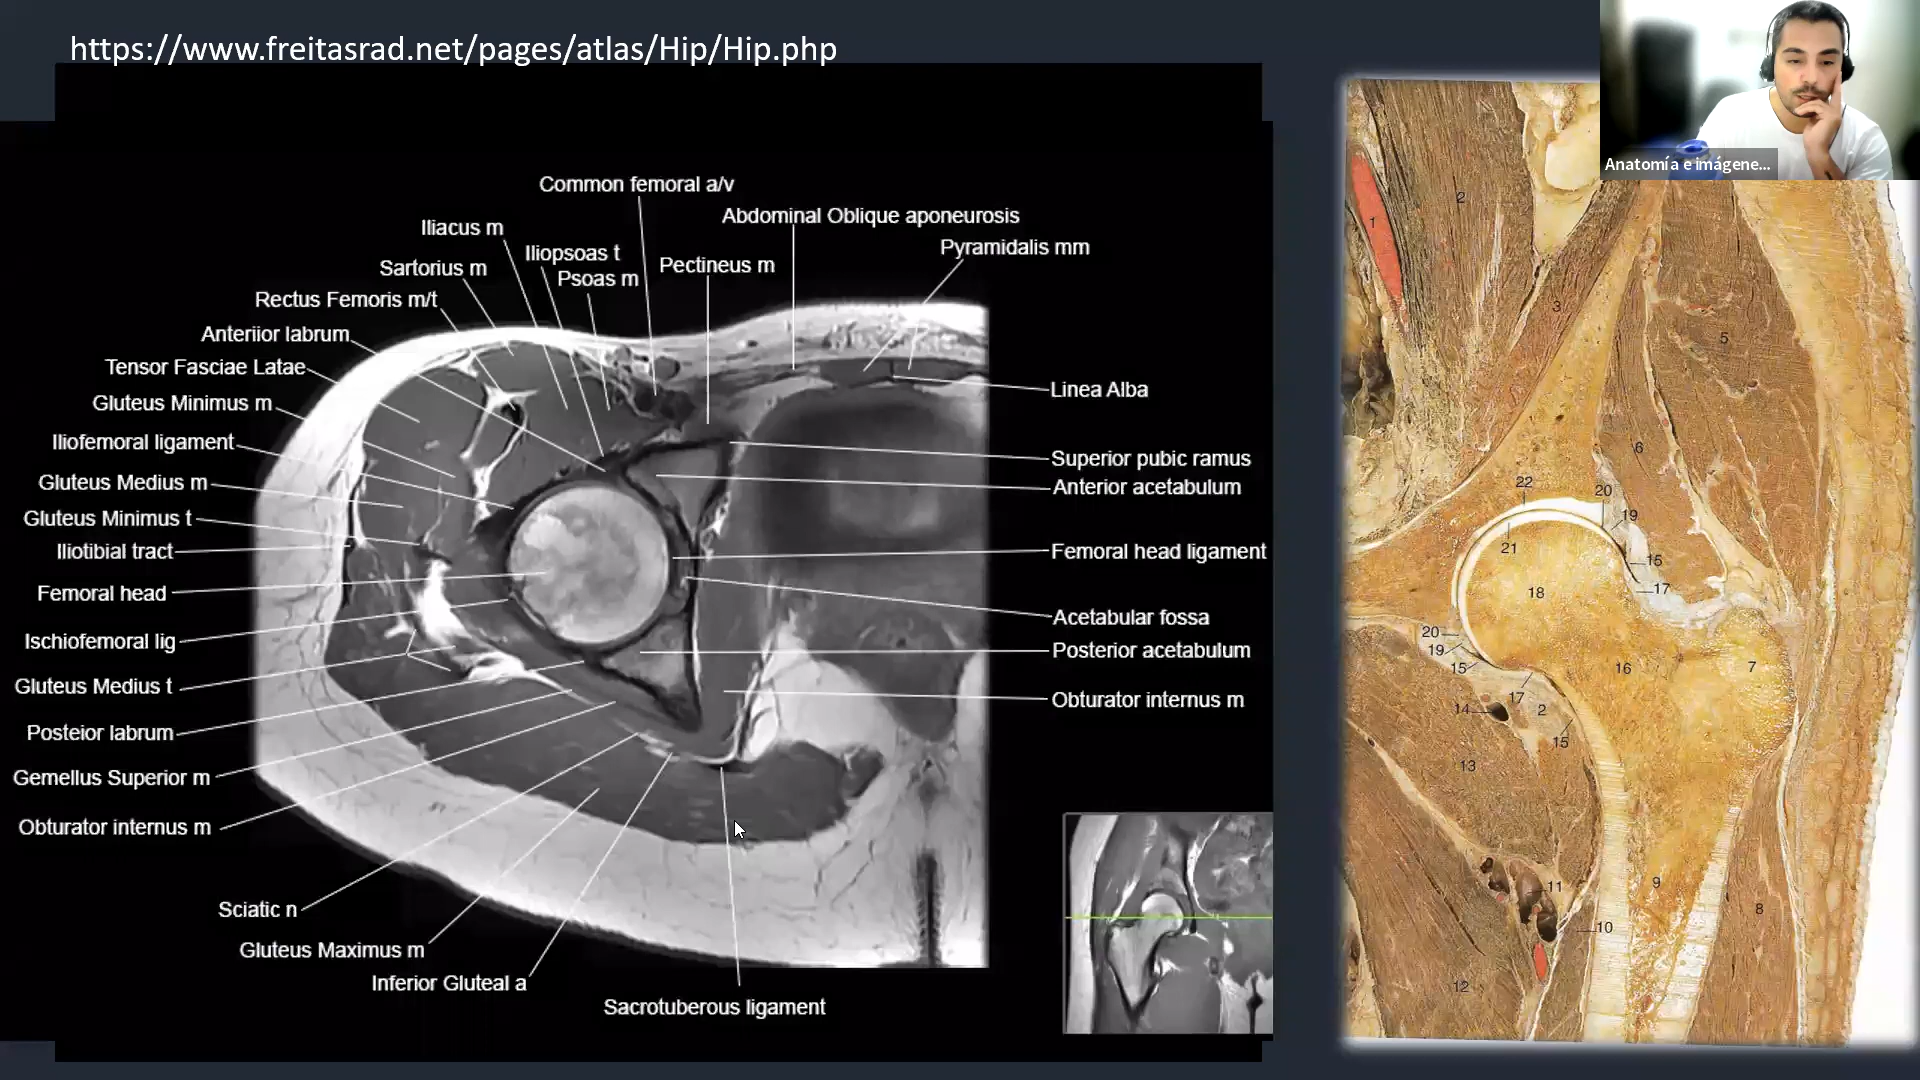 https://www.freitasrad.net/pages/atlas/Hip/Hip.php
Anatomía e imágene...
Common femoral a/v
Abdominal Oblique aponeurosis
Iliacus m
Pyramidalis mm
Iliopsoas t
Pectineus m
Sartorius m
Psoas m
Rectus Femoris m/t
Anteriior labrum
Tensor Fasciae Latae
Linea Alba
Gluteus Minimus m
Iliofemoral ligament
Superior pubic ramus
Gluteus Medius m
Anterior acetabulum
Gluteus Minimus t
Iliotibial tract
Femoral head ligament
Femoral head
Acetabular fossa
Ischiofemoral lig
Posterior acetabulum
Gluteus Medius t
Obturator internus m
Posteior labrum
Gemellus Superior m
Obturator internus m
Sciatic n
Gluteus Maximus m
Inferior Gluteal a
Sacrotuberous ligament
1
2
3
5
6
22
20
19
21
15
17
18
20
19
15
16
7
17
14
2
15
13
11
9
8
10
12